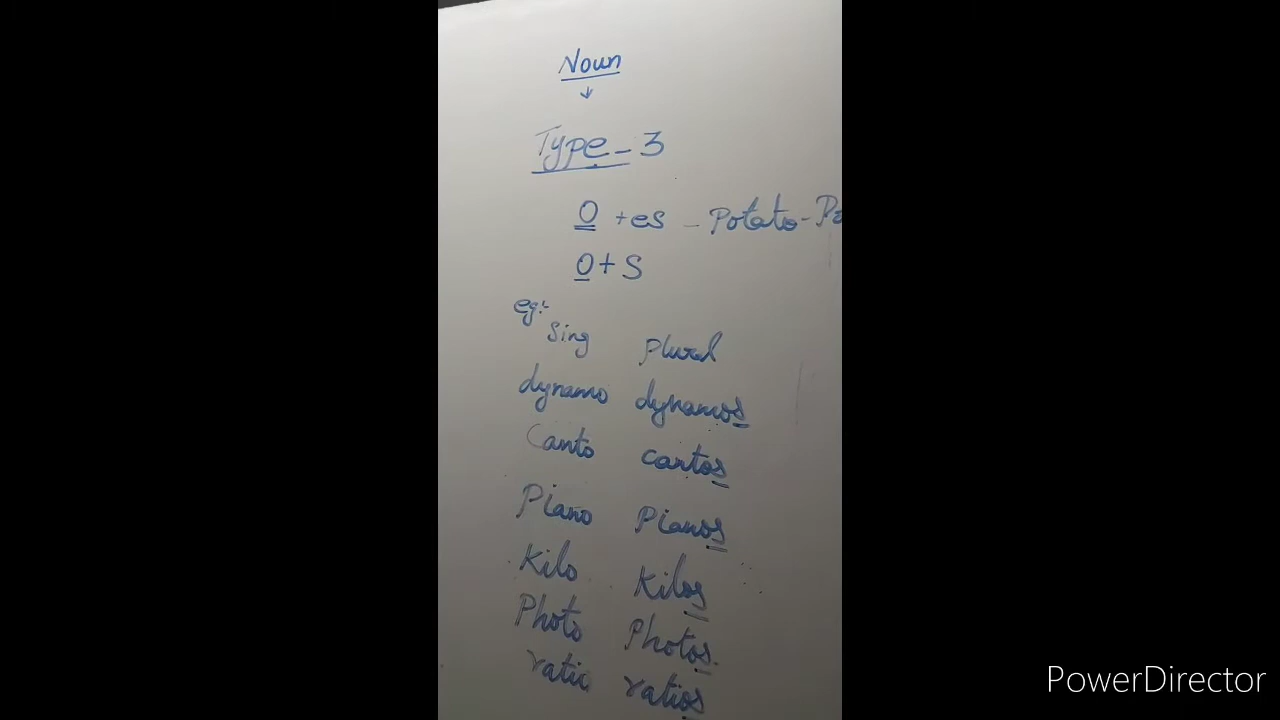 Noun
↓
Type - 3
O + es - Potato - Po
O + S
eg:-
Sing Plural
dynamo dynamos
Canto cantos
Piano Pianos
Kilo Kilos
Photo Photos.
ratio ratios
PowerDirector